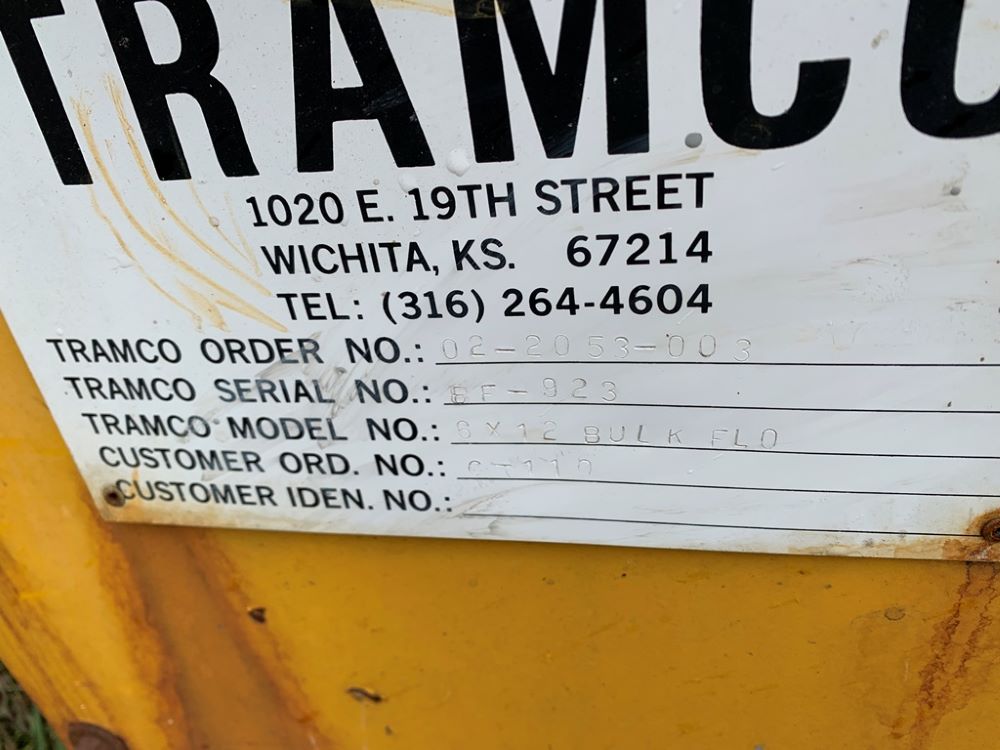 TRAMCO
1020 E. 19TH STREET
WICHITA, KS. 67214
TEL: (316) 264-4604
TRAMCO ORDER NO.: 02-2053-003
TRAMCO SERIAL NO.: BF-923
TRAMCO MODEL NO.: 6X12 BULK FLO
CUSTOMER ORD. NO.:
CUSTOMER IDEN. NO.: